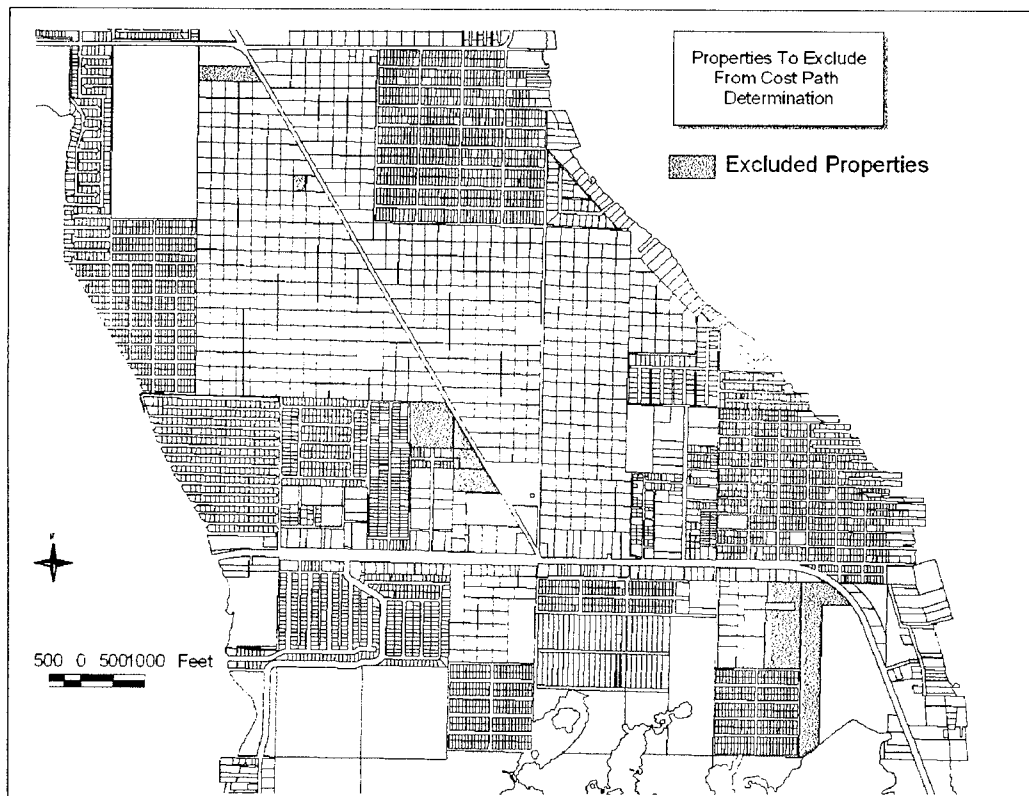 Properties To Exclude
From Cost Path
Determination
Excluded Properties
500 0 5001000 Feet